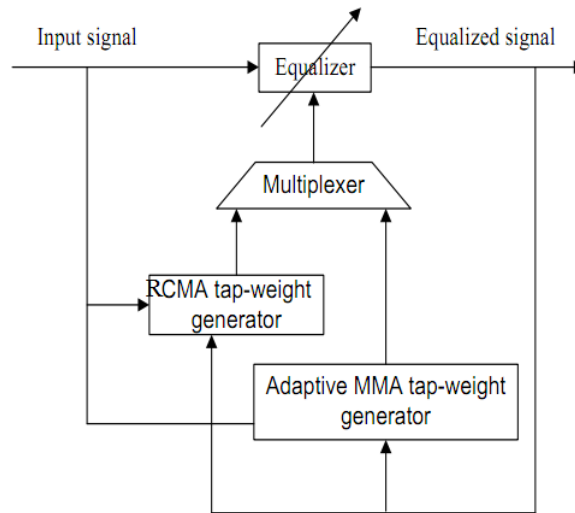 Input signal
Equalized signal
Equalizer
Multiplexer
RCMA tap-weight
generator
Adaptive MMA tap-weight
generator